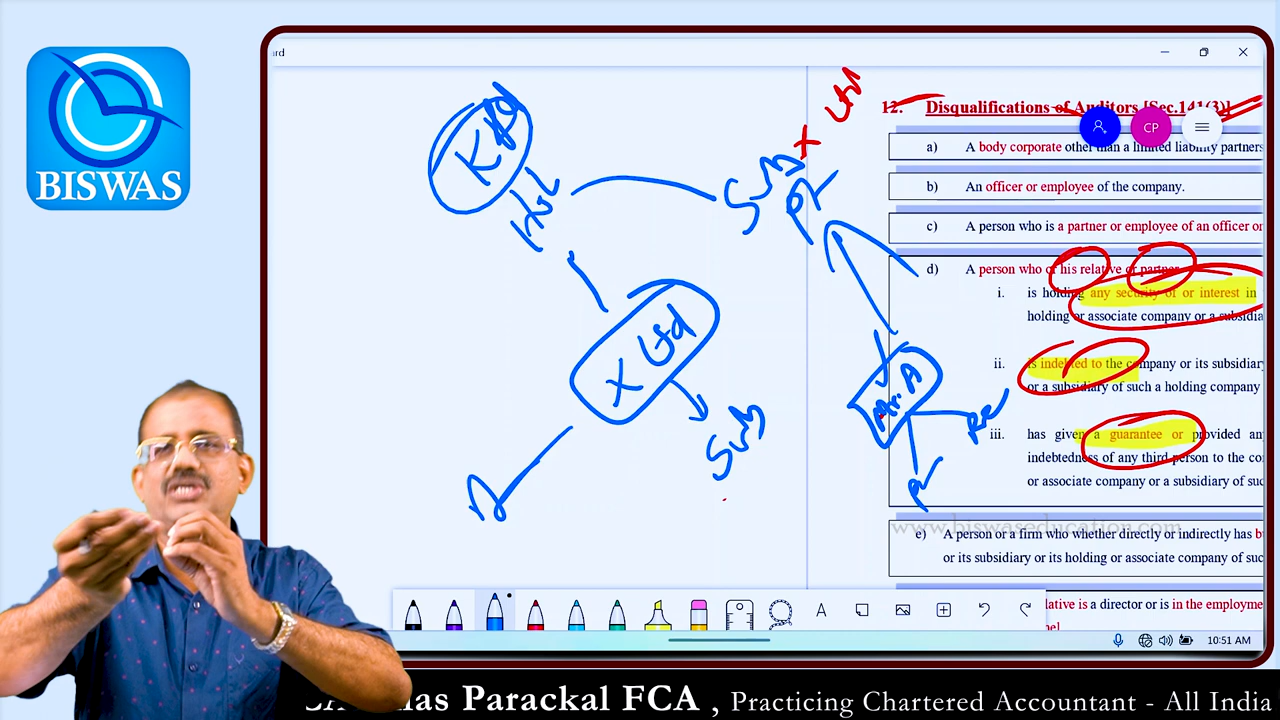 BISWAS
ard
12. Disqualifications of Auditors [Sec.141(3)]
CP
a) A body corporate other than a limited liability partners
b) An officer or employee of the company.
c) A person who is a partner or employee of an officer or
d) A person who or his relative or partner
i. is holding any security of or interest in
holding or associate company or a subsidia
ii. is indebted to the company or its subsidiar
or a subsidiary of such a holding company
iii. has given a guarantee or provided an
indebtedness of any third person to the co
or associate company or a subsidiary of suc
www.biswaseducation.com
e) A person or a firm who whether directly or indirectly has b
or its subsidiary or its holding or associate company of suc
lative is a director or is in the employme
Hol
Sub
X Ltd
X Ltd
Sub
Mr. A
A
10:51 AM
las Parackal FCA , Practicing Chartered Accountant - All India